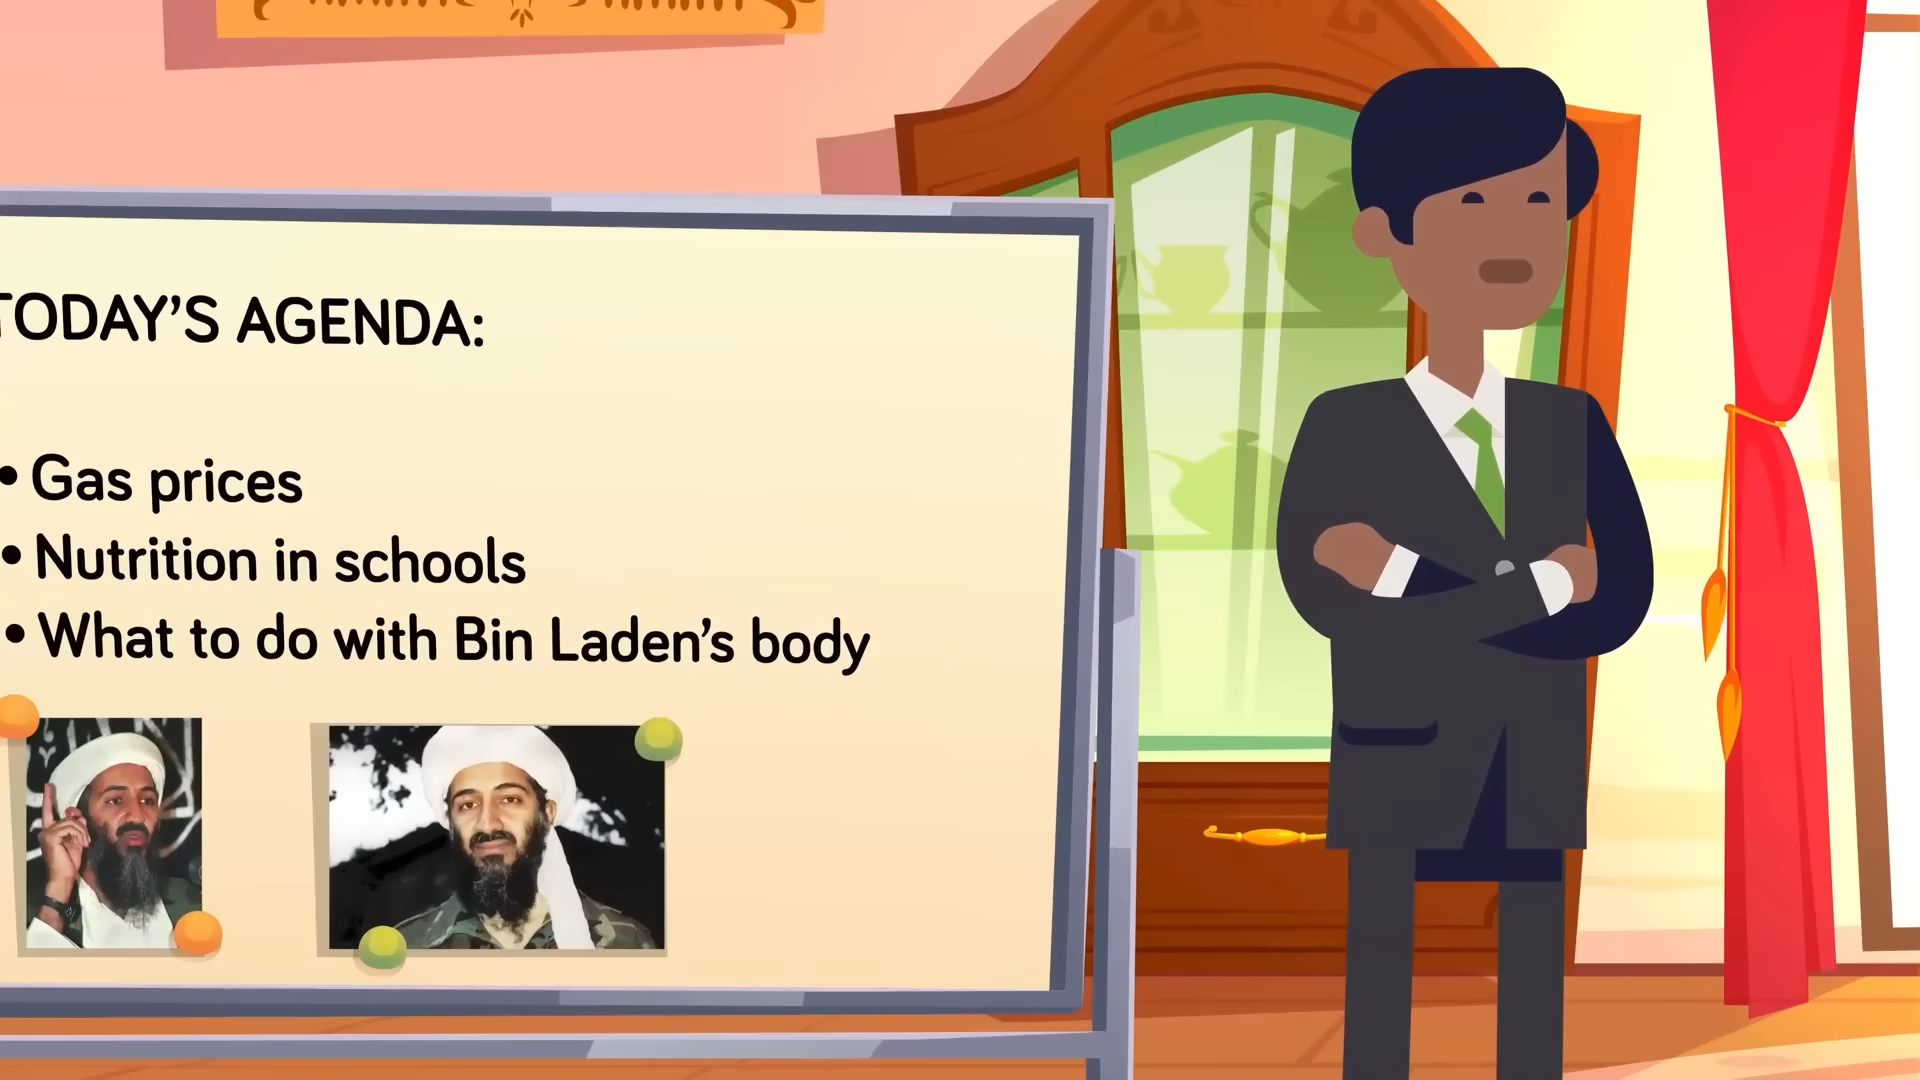 TODAY’S AGENDA:
• Gas prices
• Nutrition in schools
• What to do with Bin Laden’s body